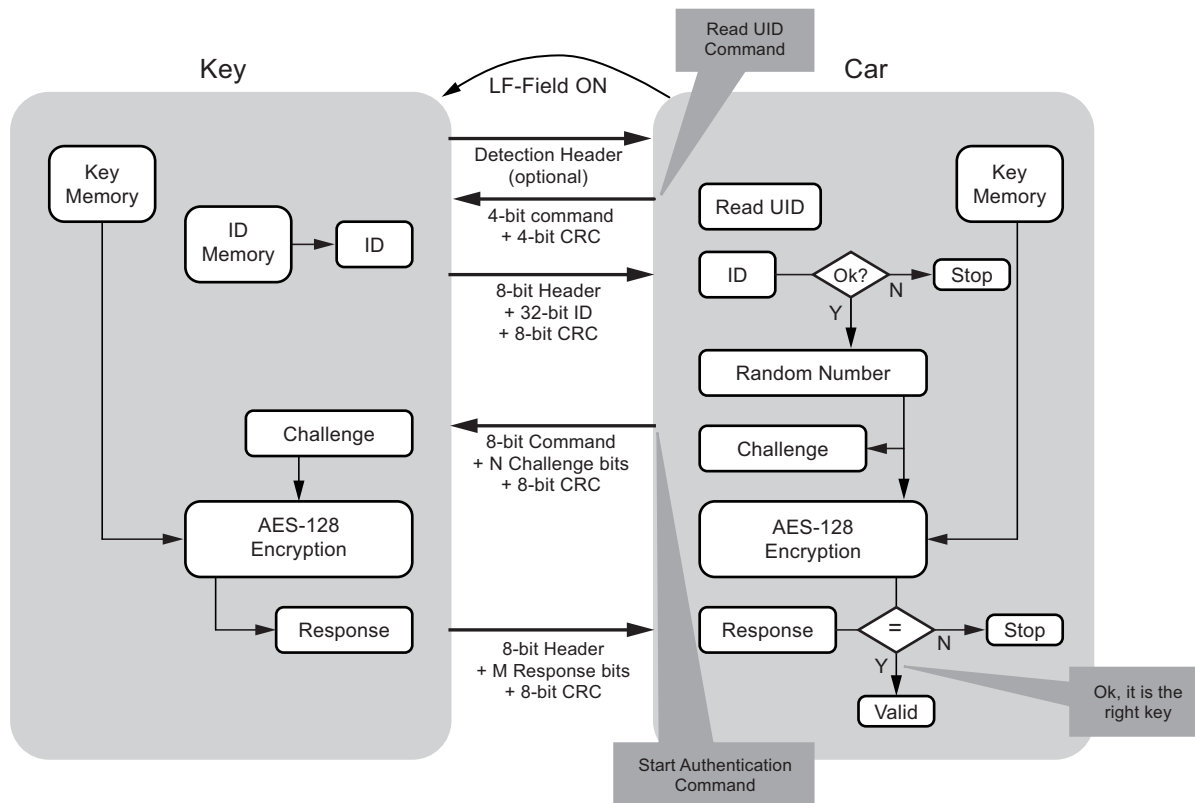 Read UID
Command
Key
Car
LF-Field ON
Detection Header
(optional)
4-bit command
+ 4-bit CRC
8-bit Header
+ 32-bit ID
+ 8-bit CRC
8-bit Command
+ N Challenge bits
+ 8-bit CRC
8-bit Header
+ M Response bits
+ 8-bit CRC
Key
Memory
ID
Memory
ID
Challenge
AES-128
Encryption
Response
Key
Memory
Read UID
ID
Ok?
N
Stop
Y
Random Number
Challenge
AES-128
Encryption
Response
=
N
Stop
Y
Valid
Ok, it is the
right key
Start Authentication
Command